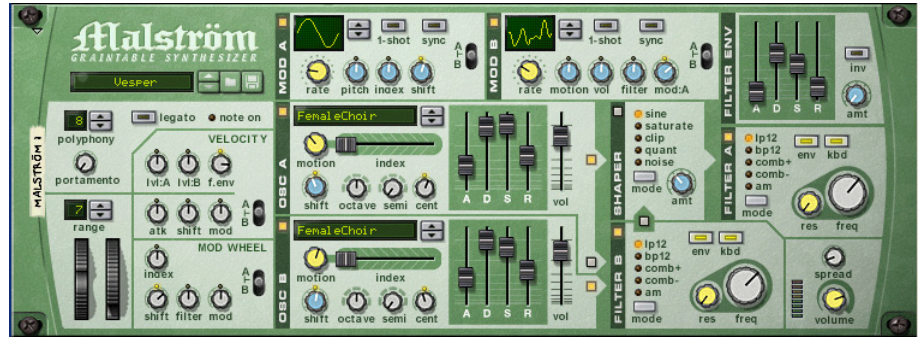 Malström
GRAINTABLE SYNTHESIZER
Vesper
MALSTRÖM 1
8
polyphony
portamento
7
range
legato
note on
VELOCITY
lvl:A lvl:B f.env
atk shift mod
A
B
MOD WHEEL
index
A
B
shift filter mod
MOD A
1-shot sync
A
B
rate pitch index shift
MOD B
1-shot sync
A
B
rate motion vol filter mod:A
FILTER ENV
A D S R
inv
amt
OSC A
FemaleChoir
motion index
shift octave semi cent
A D S R
vol
OSC B
FemaleChoir
motion index
shift octave semi cent
A D S R
vol
SHAPER
sine
saturate
clip
quant
noise
mode
amt
FILTER A
lp12
bp12
comb+
comb-
am
mode
env kbd
res freq
FILTER B
lp12
bp12
comb+
comb-
am
mode
env kbd
res freq
spread
volume